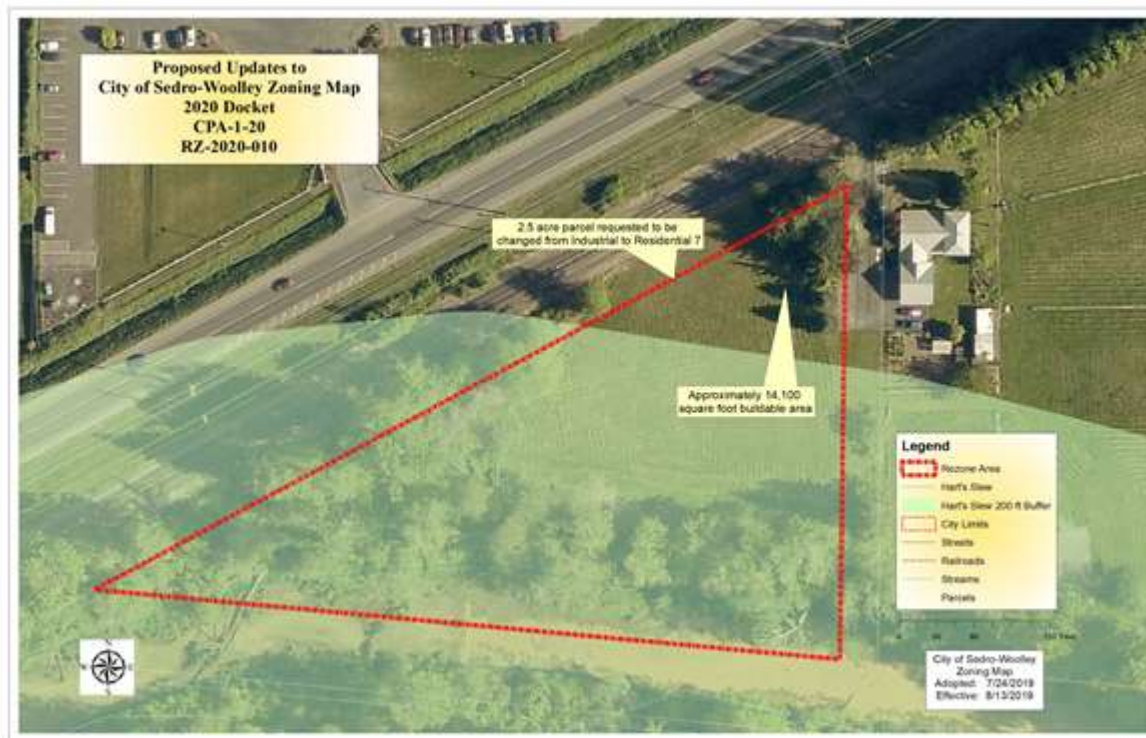 Proposed Updates to
City of Sedro-Woolley Zoning Map
2020 Docket
CPA-1-20
RZ-2020-010
2.5 acre parcel requested to be
changed from Industrial to Residential 7
Approximately 14,100
square foot buildable area
Legend
Rezone Area
Hart's Slew
Hart's Slew 200 ft Buffer
City Limits
Streets
Railroads
Streams
Parcels
City of Sedro-Woolley
Zoning Map
Adopted: 7/24/2019
Effective: 8/13/2019